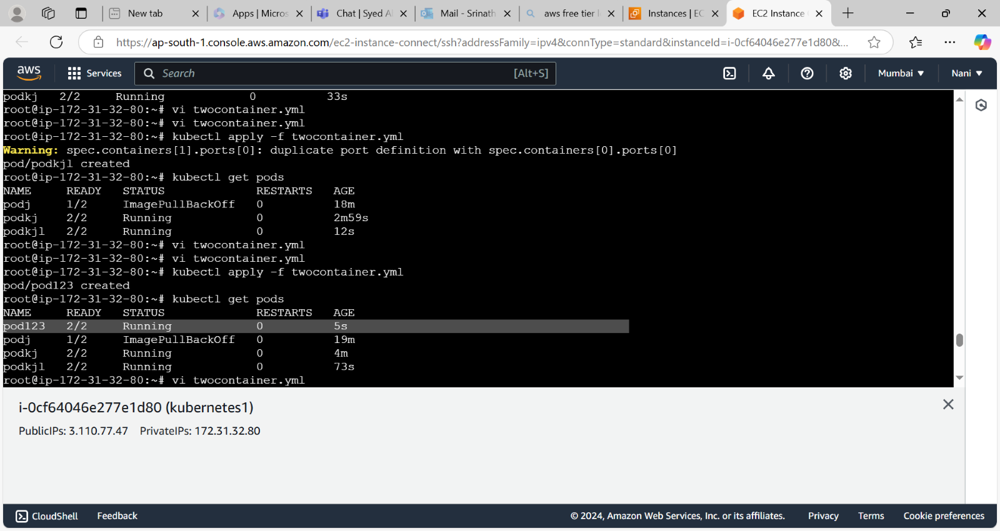 New tab
Apps | Micros
Chat | Syed Al
Mail - Srinath
aws free tier l
Instances | EC
EC2 Instance
https://ap-south-1.console.aws.amazon.com/ec2-instance-connect/ssh?addressFamily=ipv4&connType=standard&instanceId=i-0cf64046e277e1d80&...
aws Services Search [Alt+S] Mumbai ▼ Nani ▼
podkj 2/2 Running 0 33s
root@ip-172-31-32-80:~# vi twocontainer.yml
root@ip-172-31-32-80:~# vi twocontainer.yml
root@ip-172-31-32-80:~# kubectl apply -f twocontainer.yml
Warning: spec.containers[1].ports[0]: duplicate port definition with spec.containers[0].ports[0]
pod/podkjl created
root@ip-172-31-32-80:~# kubectl get pods
NAME READY STATUS RESTARTS AGE
podj 1/2 ImagePullBackOff 0 18m
podkj 2/2 Running 0 2m59s
podkjl 2/2 Running 0 12s
root@ip-172-31-32-80:~# vi twocontainer.yml
root@ip-172-31-32-80:~# vi twocontainer.yml
root@ip-172-31-32-80:~# kubectl apply -f twocontainer.yml
pod/pod123 created
root@ip-172-31-32-80:~# kubectl get pods
NAME READY STATUS RESTARTS AGE
pod123 2/2 Running 0 5s
podj 1/2 ImagePullBackOff 0 19m
podkj 2/2 Running 0 4m
podkjl 2/2 Running 0 73s
root@ip-172-31-32-80:~# vi twocontainer.yml
i-0cf64046e277e1d80 (kubernetes1)
PublicIPs: 3.110.77.47 PrivateIPs: 172.31.32.80
CloudShell Feedback © 2024, Amazon Web Services, Inc. or its affiliates. Privacy Terms Cookie preferences